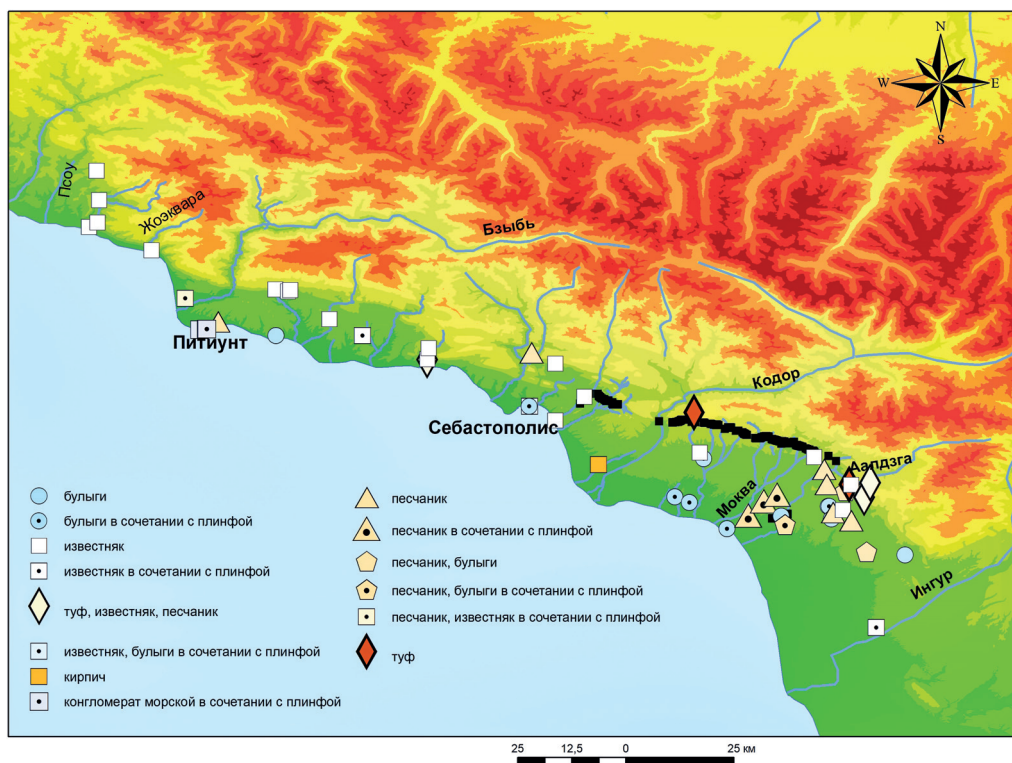 N
W
E
S
Псоу
Жоэквара
Бзыбь
Питиунт
Кодор
Себастополис
Аалдзга
Моква
Ингур
булыги
булыги в сочетании с плинфой
известняк
известняк в сочетании с плинфой
туф, известняк, песчаник
известняк, булыги в сочетании с плинфой
кирпич
конгломерат морской в сочетании с плинфой
песчаник
песчаник в сочетании с плинфой
песчаник, булыги
песчаник, булыги в сочетании с плинфой
песчаник, известняк в сочетании с плинфой
туф
25 12,5 0 25 км